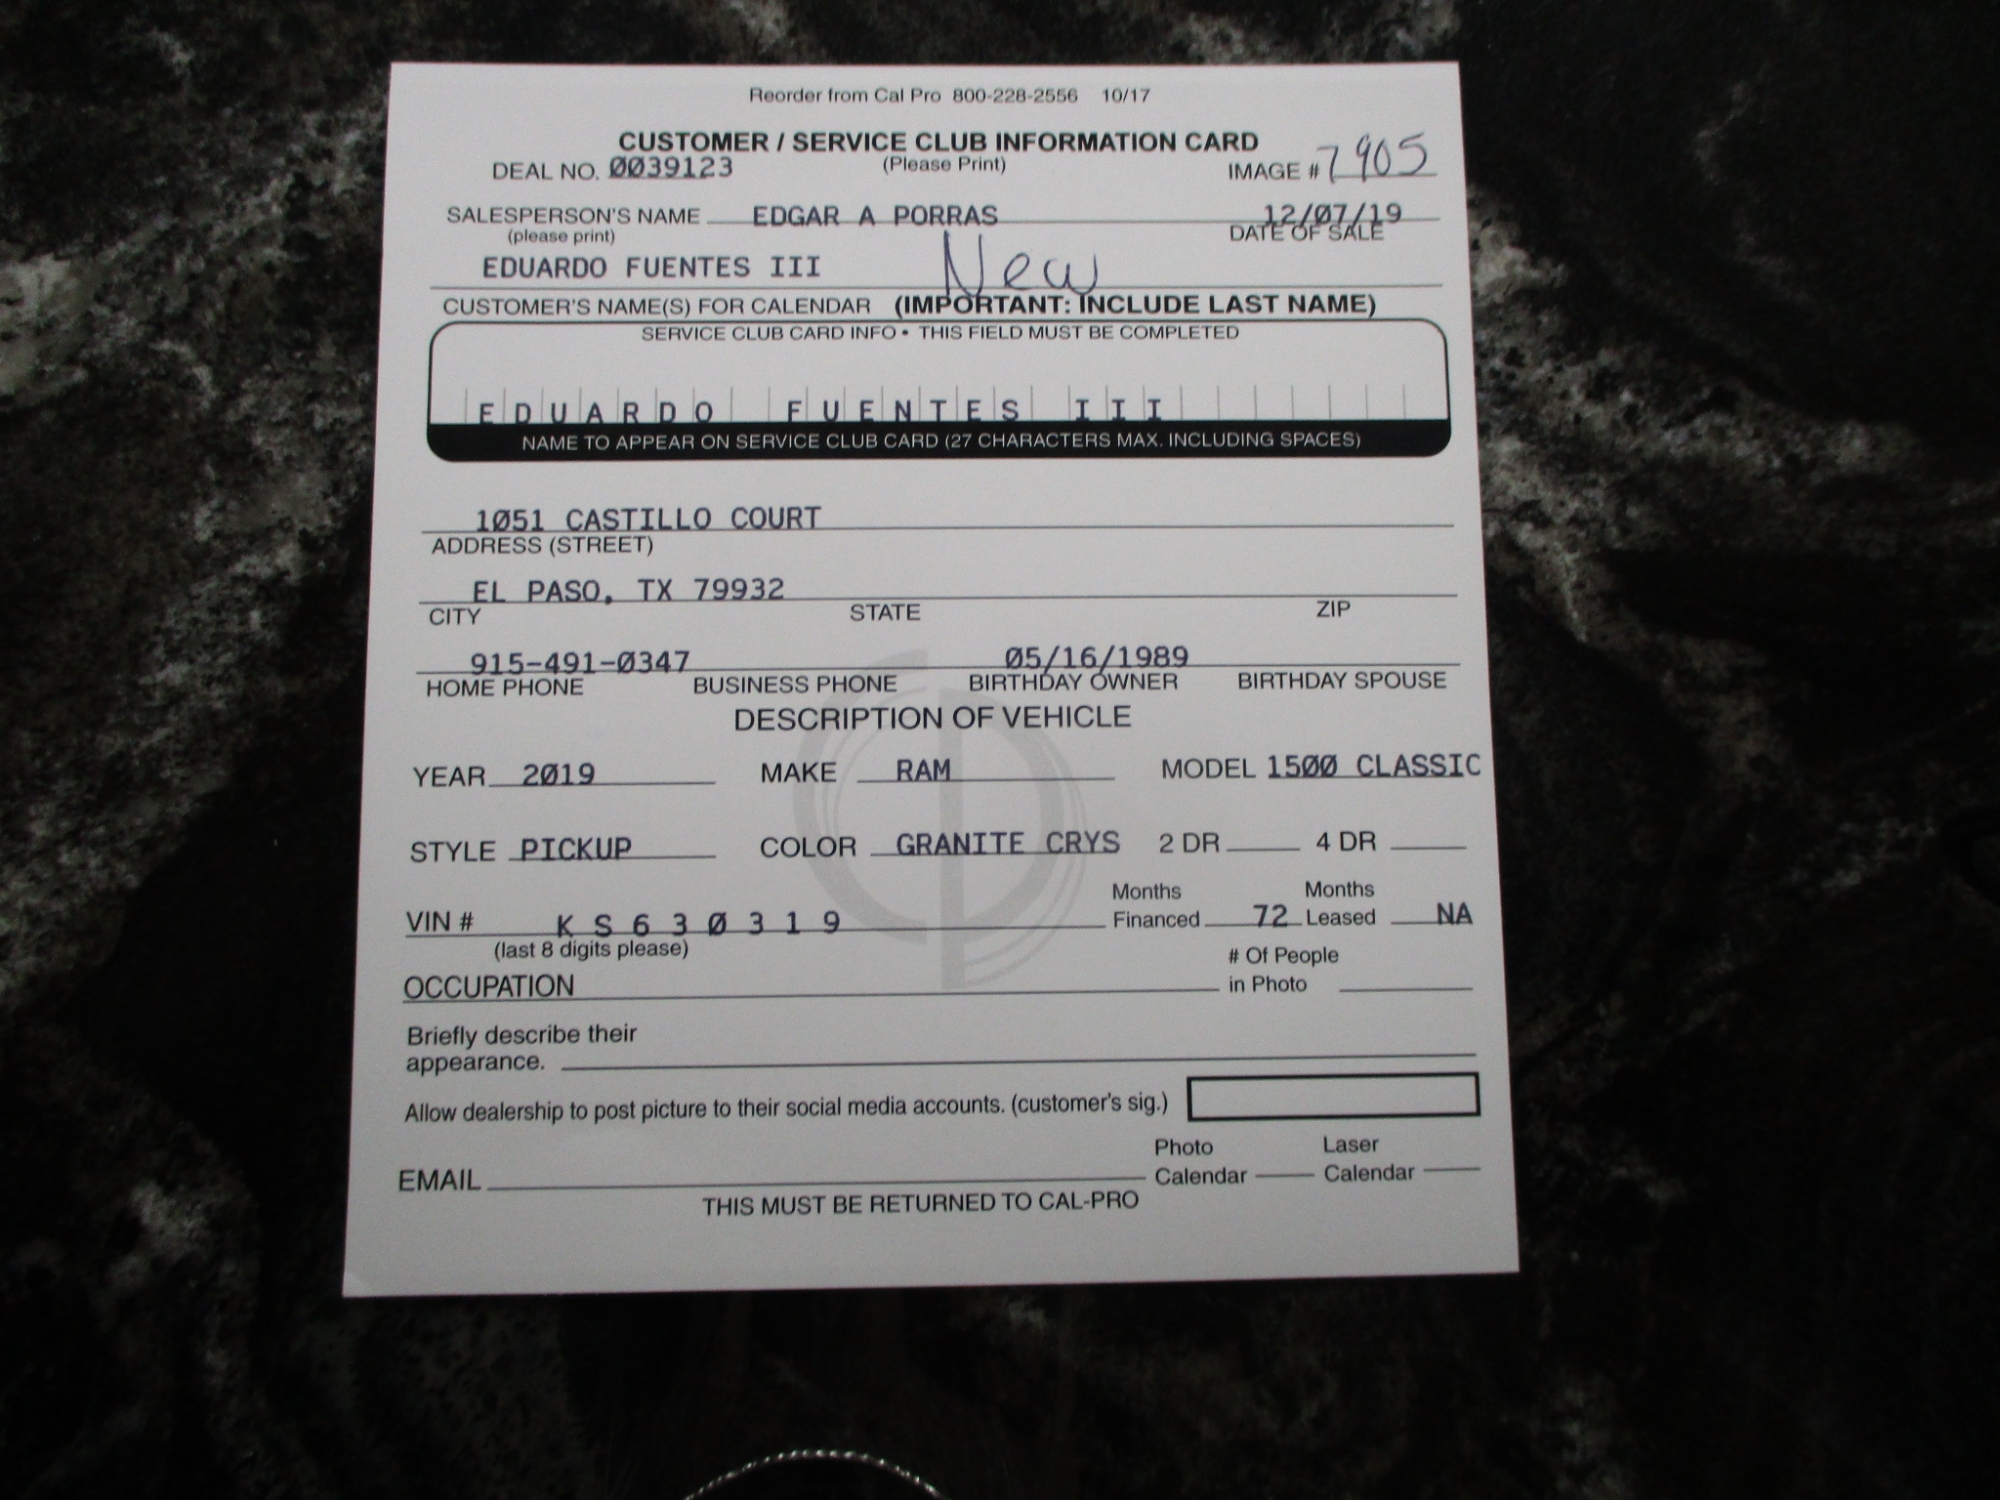 Reorder from Cal Pro 800-228-2556 10/17
CUSTOMER / SERVICE CLUB INFORMATION CARD
DEAL NO. 0039123 (Please Print) IMAGE # 7905
SALESPERSON'S NAME EDGAR A PORRAS 12/07/19
(please print) DATE OF SALE
EDUARDO FUENTES III New
CUSTOMER'S NAME(S) FOR CALENDAR (IMPORTANT: INCLUDE LAST NAME)
SERVICE CLUB CARD INFO • THIS FIELD MUST BE COMPLETED
EDUARDO FUENTES III
NAME TO APPEAR ON SERVICE CLUB CARD (27 CHARACTERS MAX. INCLUDING SPACES)
1051 CASTILLO COURT
ADDRESS (STREET)
EL PASO, TX 79932
CITY STATE ZIP
915-491-0347 05/16/1989
HOME PHONE BUSINESS PHONE BIRTHDAY OWNER BIRTHDAY SPOUSE
DESCRIPTION OF VEHICLE
YEAR 2019 MAKE RAM MODEL 1500 CLASSIC
STYLE PICKUP COLOR GRANITE CRYS 2 DR 4 DR
Months Months
VIN # K S 6 3 0 3 1 9 Financed 72 Leased NA
(last 8 digits please) # Of People
OCCUPATION in Photo
Briefly describe their
appearance.
Allow dealership to post picture to their social media accounts. (customer's sig.)
Photo Laser
EMAIL Calendar Calendar
THIS MUST BE RETURNED TO CAL-PRO